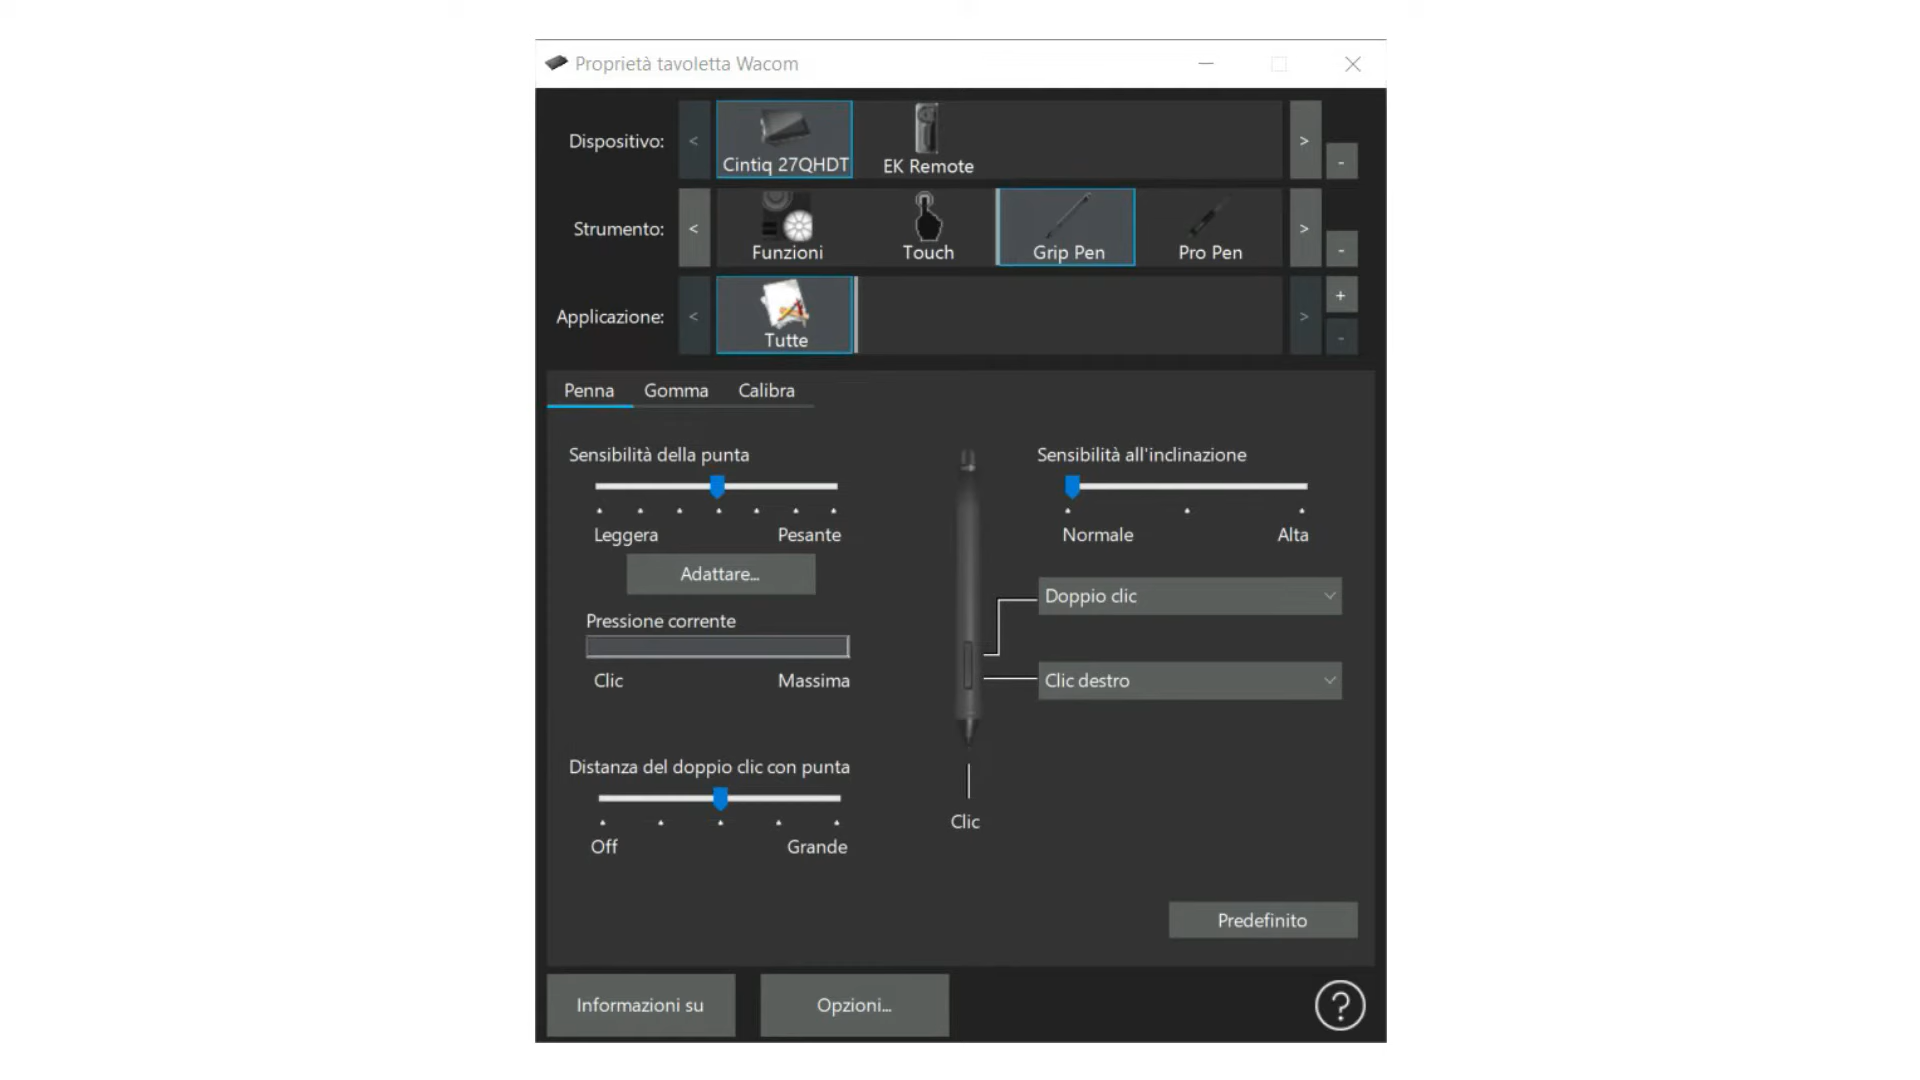 Proprietà tavoletta Wacom
Dispositivo:
<
Cintiq 27QHDT
EK Remote
>
-
Strumento:
<
Funzioni
Touch
Grip Pen
Pro Pen
>
-
Applicazione:
<
Tutte
>
+
-
Penna Gomma Calibra
Sensibilità della punta
Leggera Pesante
Adattare...
Pressione corrente
Clic Massima
Distanza del doppio clic con punta
Off Grande
Clic
Sensibilità all'inclinazione
Normale Alta
Doppio clic
Clic destro
Predefinito
Informazioni su
Opzioni...
?